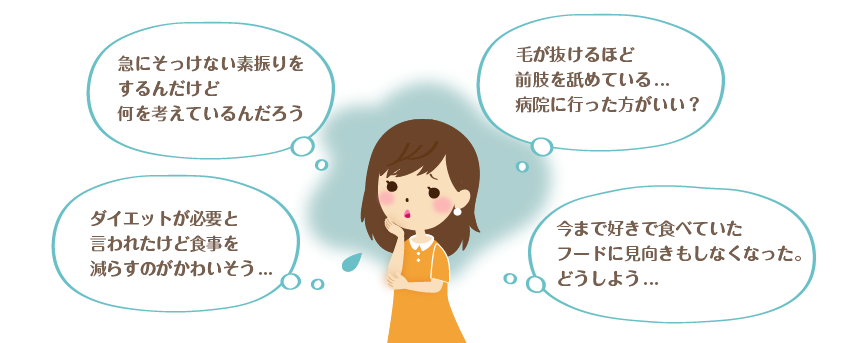 急にそっけない素振りを
するんだけど
何を考えているんだろう
毛が抜けるほど
前肢を舐めている…
病院に行った方がいい？
ダイエットが必要と
言われたけど食事を
減らすのがかわいそう…
今まで好きで食べていた
フードに見向きもしなくなった。
どうしよう…